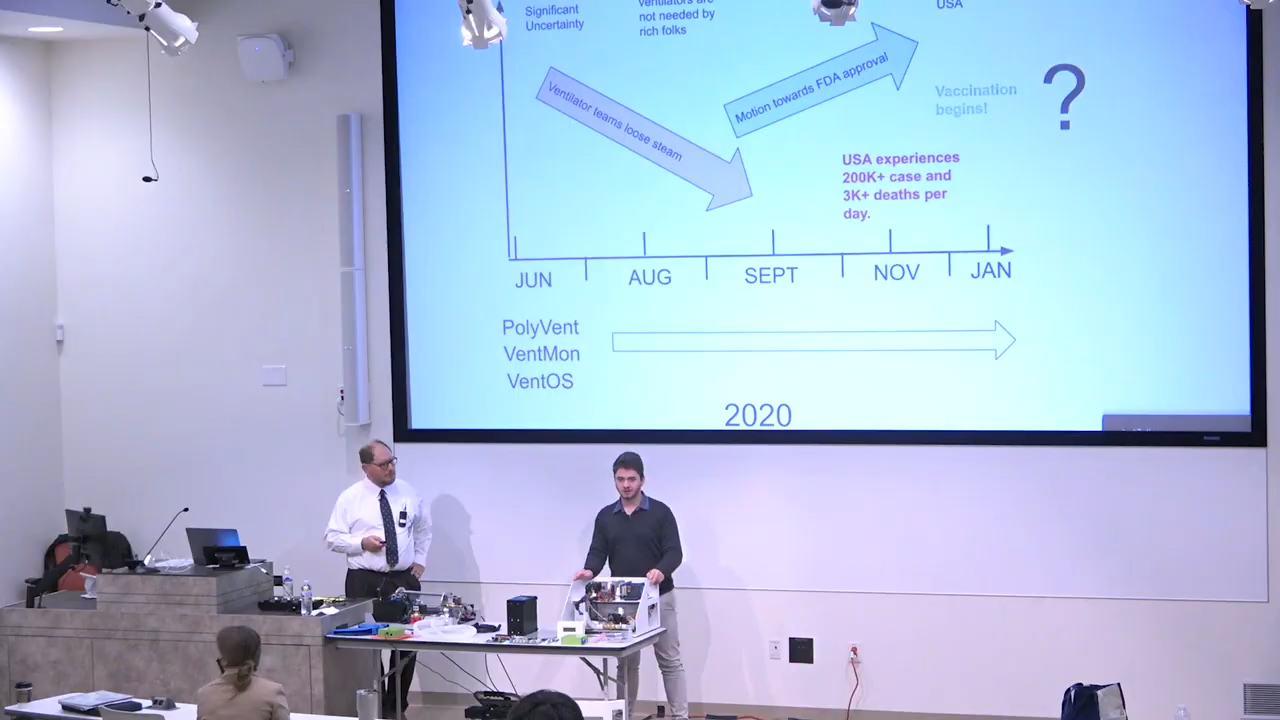 Significant
Uncertainty
ventilators are
not needed by
rich folks
USA
Ventilator teams loose steam
Motion towards FDA approval
Vaccination
begins!
?
USA experiences
200K+ case and
3K+ deaths per
day.
JUN
AUG
SEPT
NOV
JAN
PolyVent
VentMon
VentOS
2020